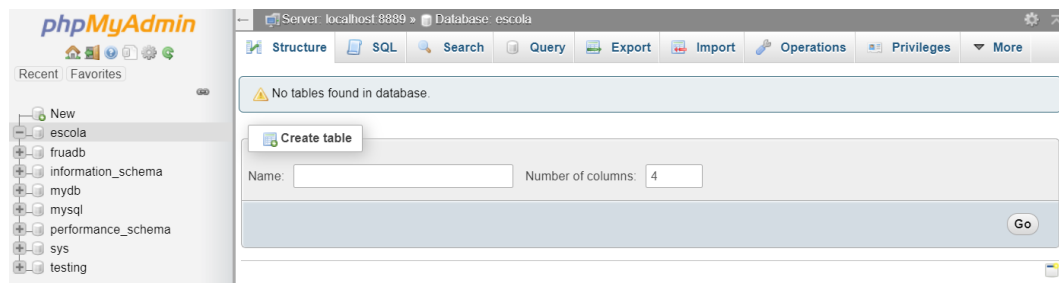 phpMyAdmin
Recent Favorites
New
escola
fruadb
information_schema
mydb
mysql
performance_schema
sys
testing
Server: localhost:8889 » Database: escola
Structure SQL Search Query Export Import Operations Privileges More
No tables found in database.
Create table
Name: Number of columns: 4
Go